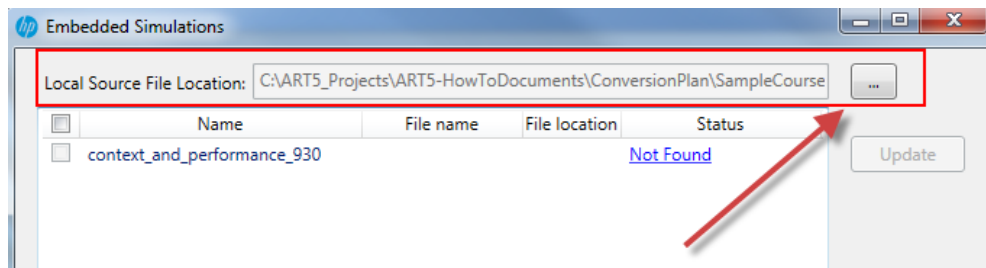 hp Embedded Simulations
Local Source File Location: C:\ART5_Projects\ART5-HowToDocuments\ConversionPlan\SampleCourse ...
Name File name File location Status
context_and_performance_930 Not Found Update